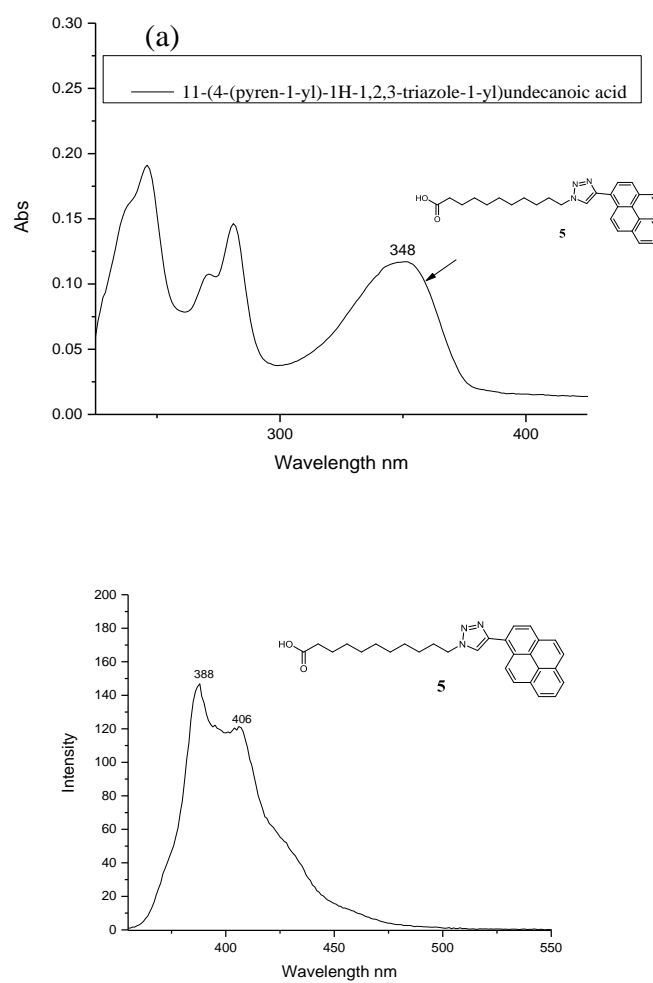 (a)
0.30
0.25
11-(4-(pyren-1-yl)-1H-1,2,3-triazole-1-yl)undecanoic acid
0.20
0.15
0.10
0.05
0.00
Abs
348
N N
HO N
O
5
300 400
Wavelength nm
200
180
160
140
120
100
80
60
40
20
0
Intensity
388
406
N N
HO N
O
5
400 450 500 550
Wavelength nm